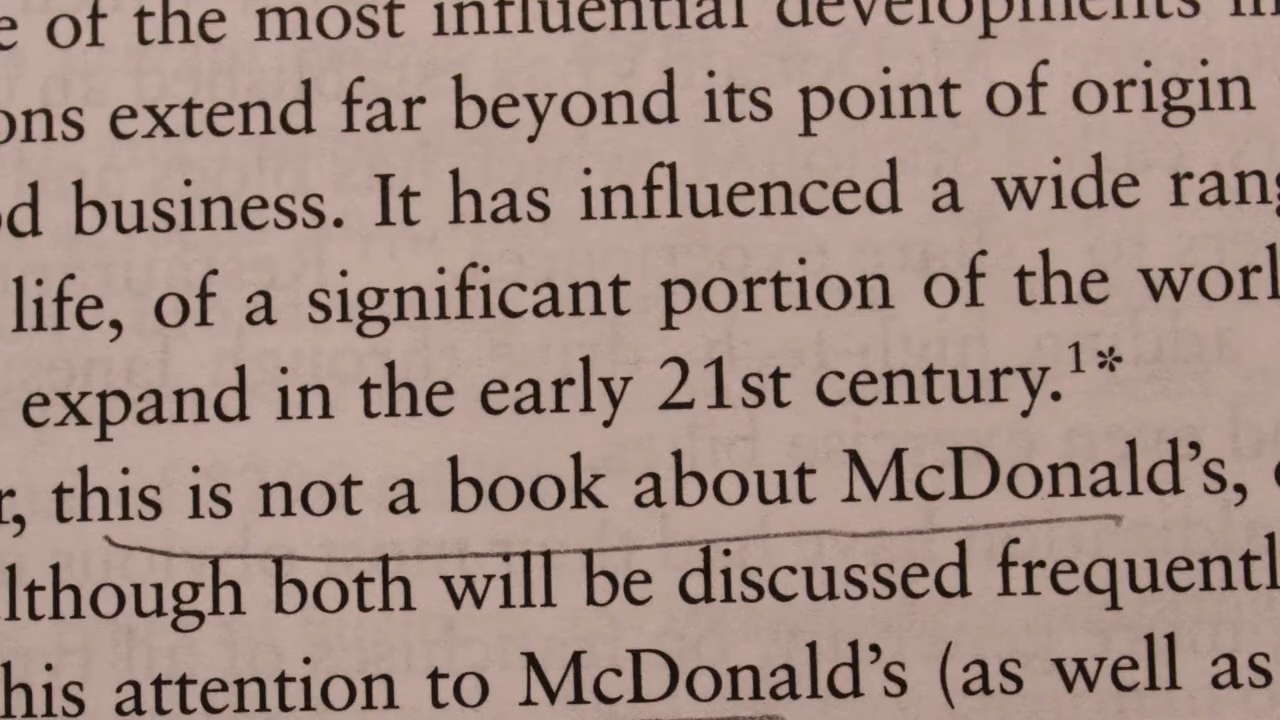 e of the most influential developments in
ons extend far beyond its point of origin
od business. It has influenced a wide rang
life, of a significant portion of the worl
expand in the early 21st century.¹*
r, this is not a book about McDonald’s,
lthough both will be discussed frequentl
his attention to McDonald’s (as well as